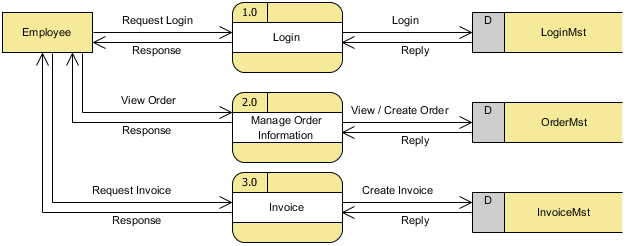 1.0
Request Login
Login
D
Employee
Login
LoginMst
Response
Reply
2.0
View Order
View / Create Order
D
Manage Order
Information
OrderMst
Response
Reply
3.0
Request Invoice
Create Invoice
D
Invoice
InvoiceMst
Response
Reply